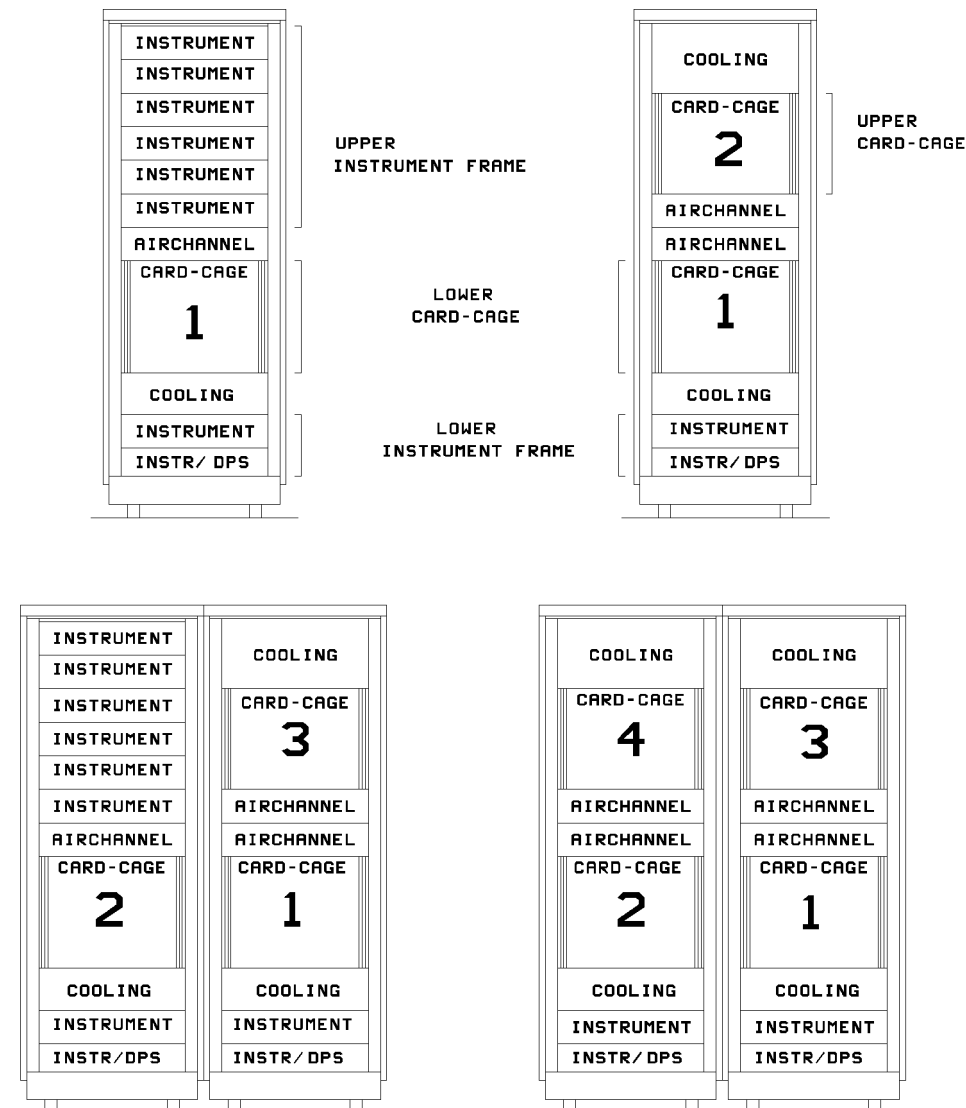 INSTRUMENT
INSTRUMENT
INSTRUMENT
INSTRUMENT
INSTRUMENT
INSTRUMENT
AIRCHANNEL
CARD-CAGE
1
COOLING
INSTRUMENT
INSTR/DPS
UPPER
INSTRUMENT FRAME
LOWER
CARD-CAGE
LOWER
INSTRUMENT FRAME
COOLING
CARD-CAGE
2
AIRCHANNEL
AIRCHANNEL
CARD-CAGE
1
COOLING
INSTRUMENT
INSTR/DPS
UPPER
CARD-CAGE
INSTRUMENT
INSTRUMENT
INSTRUMENT
INSTRUMENT
INSTRUMENT
INSTRUMENT
AIRCHANNEL
CARD-CAGE
2
COOLING
INSTRUMENT
INSTR/DPS
COOLING
CARD-CAGE
3
AIRCHANNEL
AIRCHANNEL
CARD-CAGE
1
COOLING
INSTRUMENT
INSTR/DPS
COOLING
CARD-CAGE
4
AIRCHANNEL
AIRCHANNEL
CARD-CAGE
2
COOLING
INSTRUMENT
INSTR/DPS
COOLING
CARD-CAGE
3
AIRCHANNEL
AIRCHANNEL
CARD-CAGE
1
COOLING
INSTRUMENT
INSTR/DPS